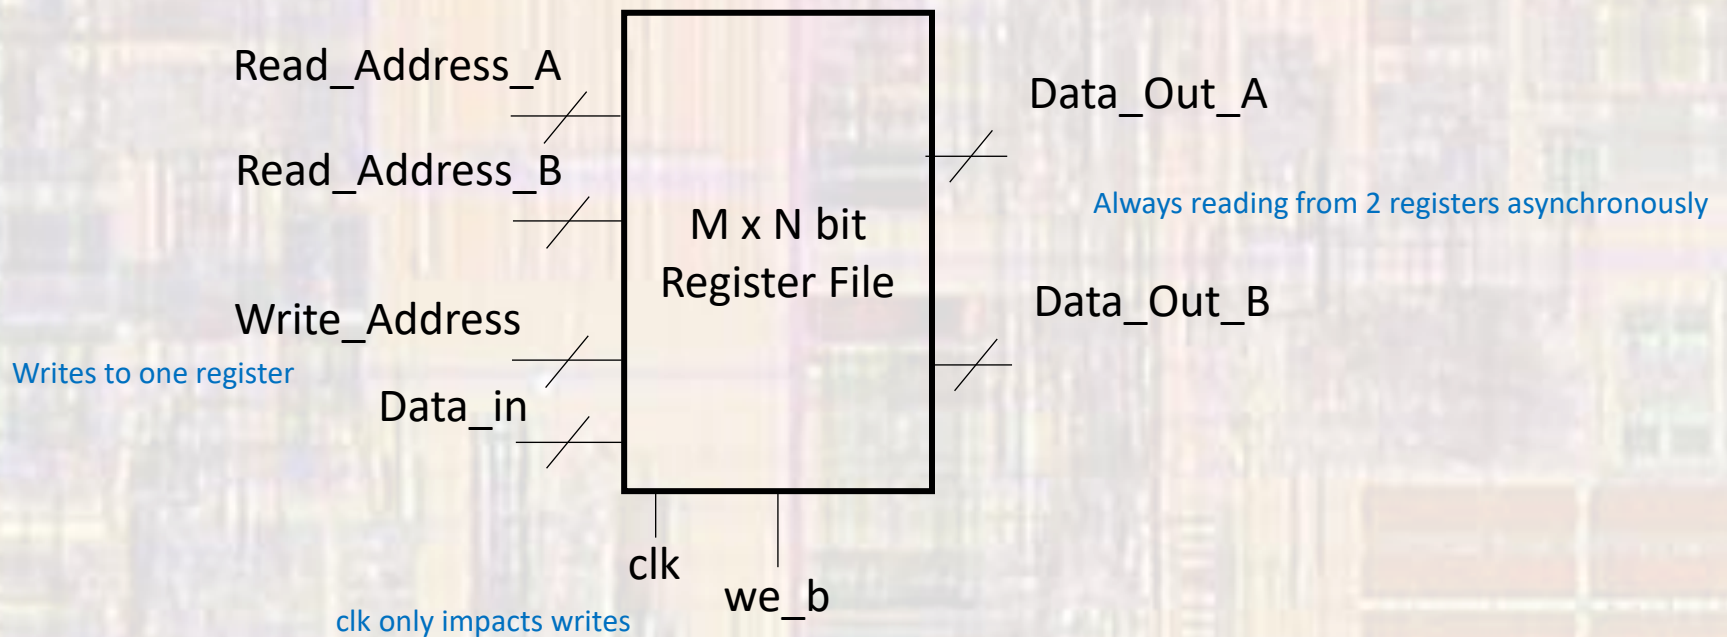 Read_Address_A
Data_Out_A
Read_Address_B
Always reading from 2 registers asynchronously
M x N bit
Register File
Data_Out_B
Write_Address
Writes to one register
Data_in
clk
we_b
clk only impacts writes